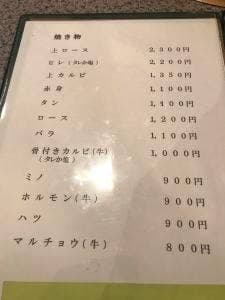 焼き物
上ロース 2,300円
ヒレ(タレか塩) 2,200円
上カルビ 1,350円
赤身 1,100円
タン 1,400円
ロース 1,200円
バラ 1,100円
骨付きカルビ(牛) 1,000円
(タレか塩)
ミノ 900円
ホルモン(牛) 900円
ハツ 900円
マルチョウ(牛) 800円